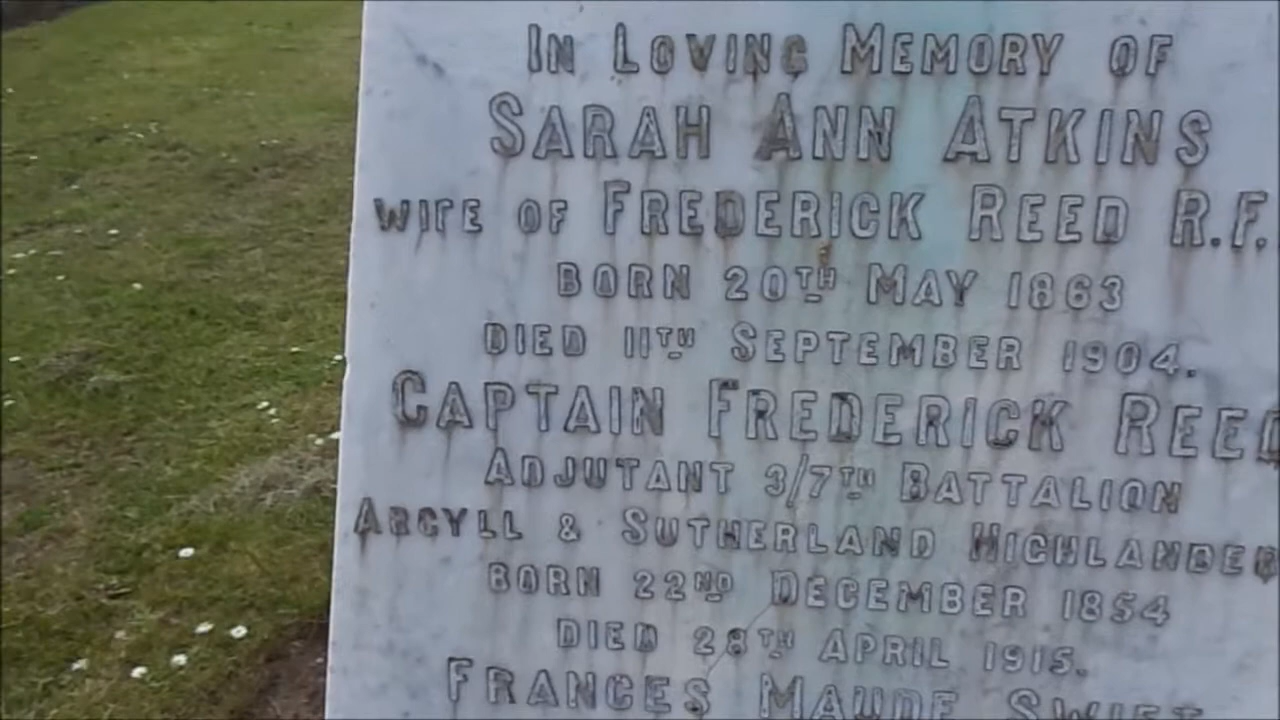 IN LOVING MEMORY OF
SARAH ANN ATKINS
WIFE OF FREDERICK REED R.F.
BORN 20TH MAY 1863
DIED 11TH SEPTEMBER 1904.
CAPTAIN FREDERICK REED
ADJUTANT 3/7TH BATTALION
ARGYLL & SUTHERLAND HIGHLANDER
BORN 22ND DECEMBER 1854
DIED 28TH APRIL 1915.
FRANCES MAUDE SWIFT